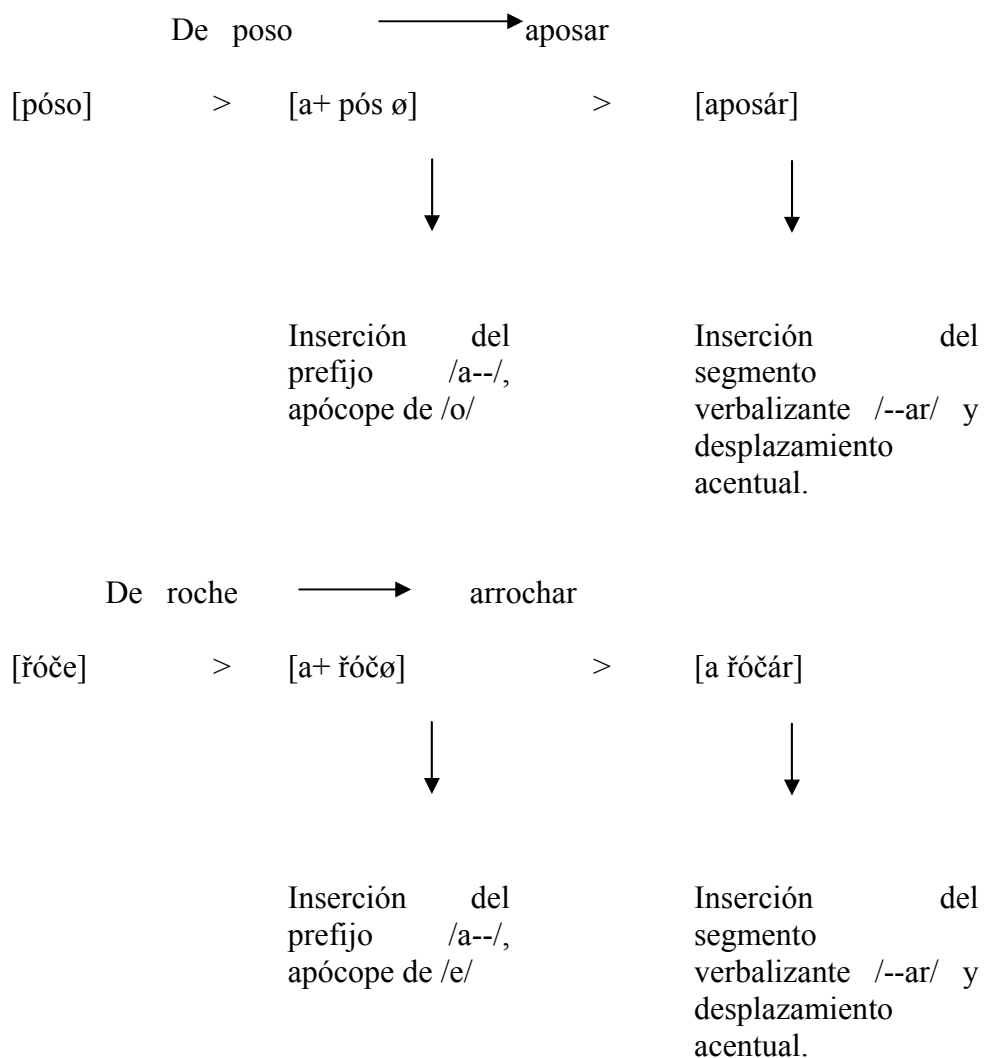 De poso aposar
[póso] > [a+ pós ø] > [aposár]
Inserción del
prefijo /a--/,
apócope de /o/
Inserción del
segmento
verbalizante /--ar/ y
desplazamiento
acentual.
De roche arrochar
[řóče] > [a+ řóčø] > [a řóčár]
Inserción del
prefijo /a--/,
apócope de /e/
Inserción del
segmento
verbalizante /--ar/ y
desplazamiento
acentual.